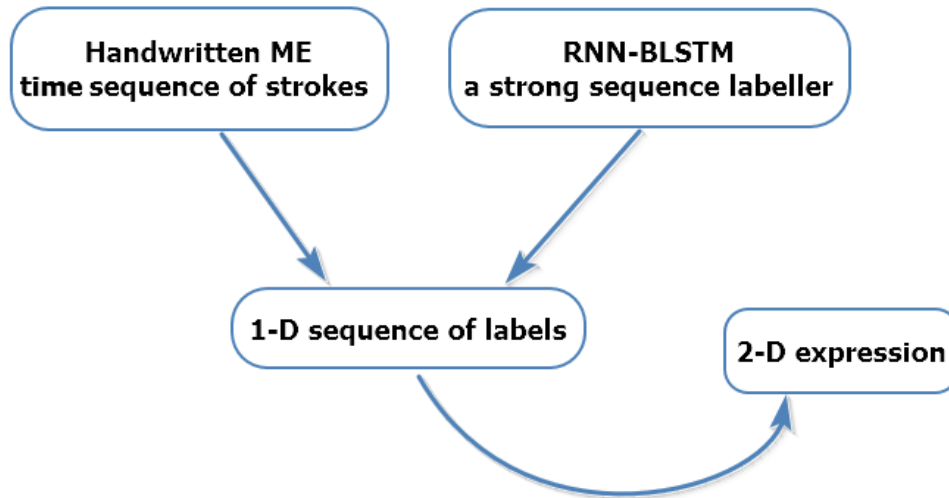 Handwritten ME
time sequence of strokes
RNN-BLSTM
a strong sequence labeller
1-D sequence of labels
2-D expression